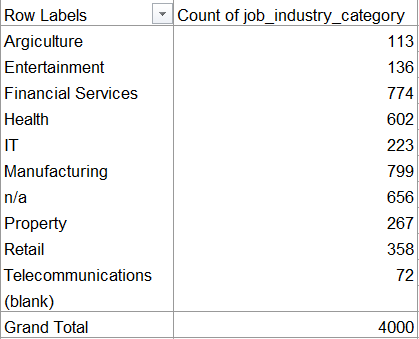 Row Labels Count of job_industry_category
Argiculture 113
Entertainment 136
Financial Services 774
Health 602
IT 223
Manufacturing 799
n/a 656
Property 267
Retail 358
Telecommunications 72
(blank)
Grand Total 4000